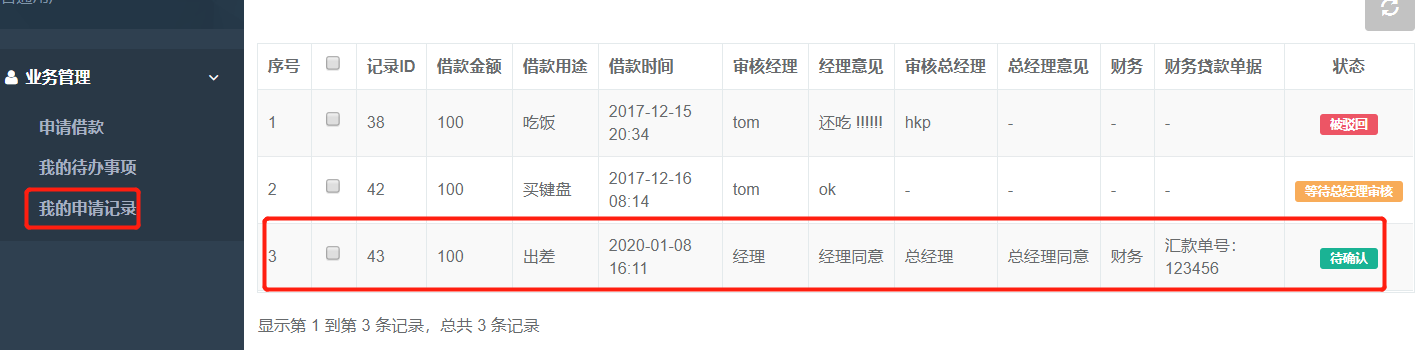 业务管理
申请借款
我的待办事项
我的申请记录
序号 记录ID 借款金额 借款用途 借款时间 审核经理 经理意见 审核总经理 总经理意见 财务 财务贷款单据 状态
1 38 100 吃饭 2017-12-15 20:34 tom 还吃 !!!!!! hkp - - - 被驳回
2 42 100 买键盘 2017-12-16 08:14 tom ok - - - - 等待总经理审核
3 43 100 出差 2020-01-08 16:11 经理 经理同意 总经理 总经理同意 财务 汇款单号：123456 待确认
显示第 1 到第 3 条记录，总共 3 条记录